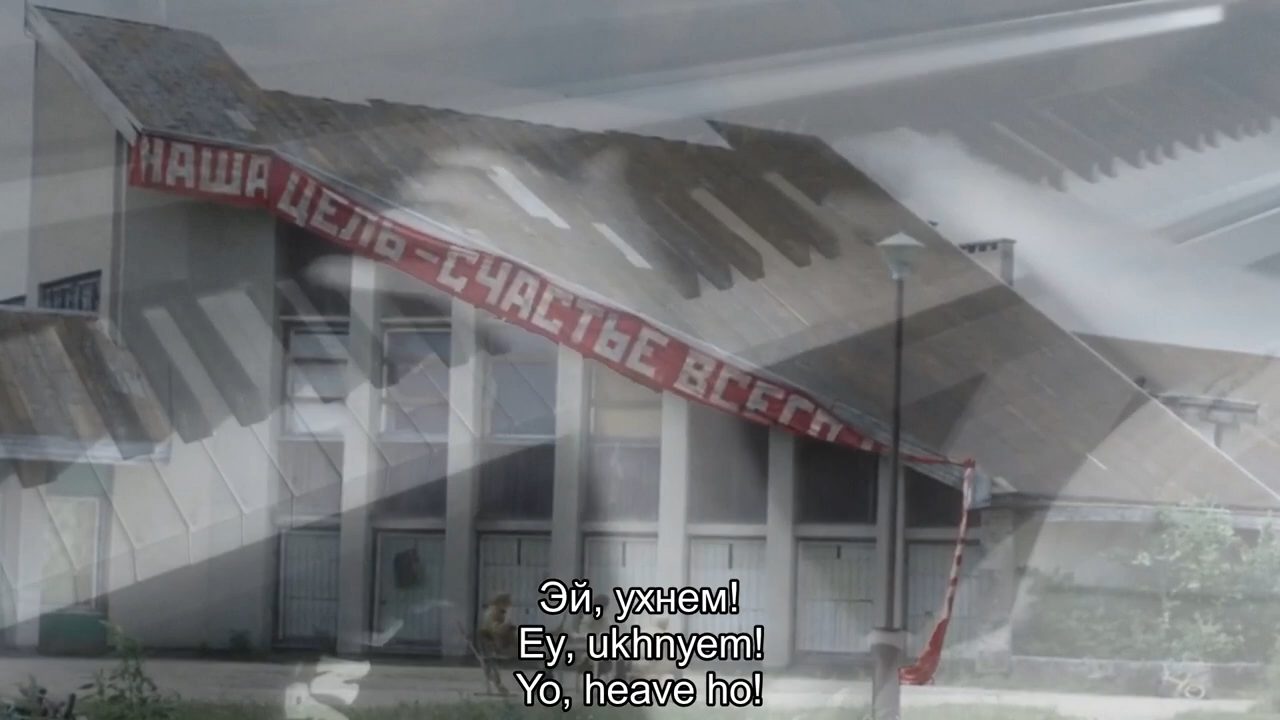 НАША ЦЕЛЬ - СЧАСТЬЕ ВСЕГО
Эй, ухнем!
Ey, ukhnyem!
Yo, heave ho!